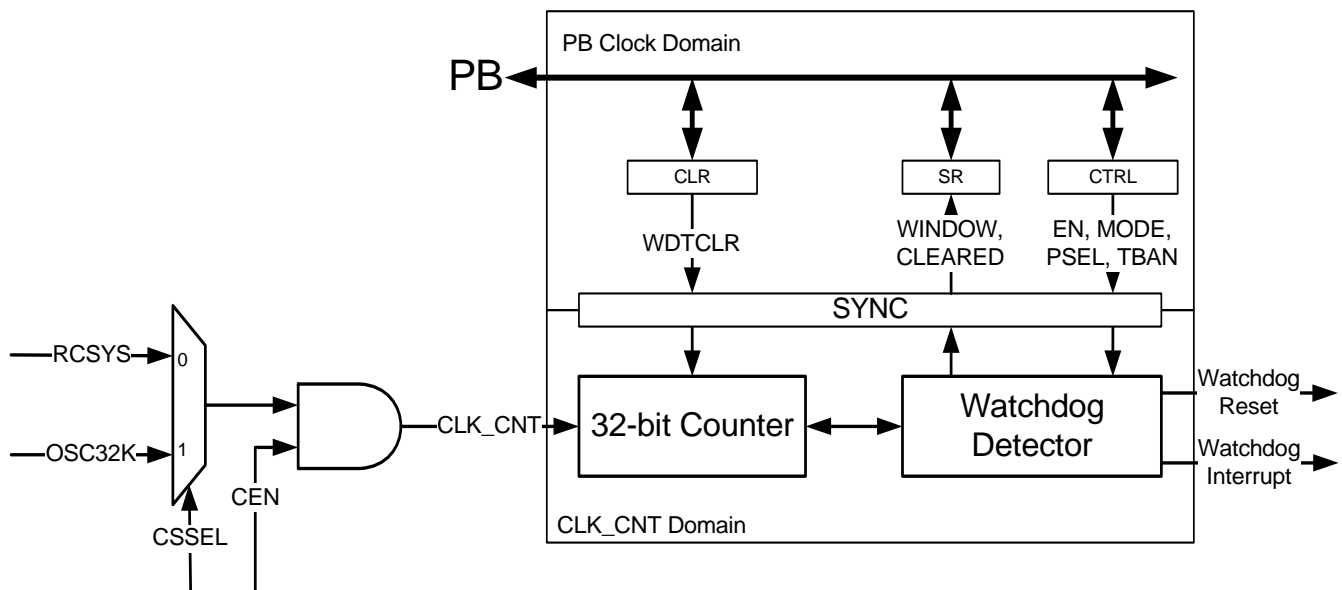 PB Clock Domain
PB
CLR
SR
CTRL
WDTCLR
WINDOW,
CLEARED
EN, MODE,
PSEL, TBAN
SYNC
RCSYS
0
OSC32K
1
CSSEL
CEN
CLK_CNT
32-bit Counter
Watchdog
Detector
Watchdog
Reset
Watchdog
Interrupt
CLK_CNT Domain